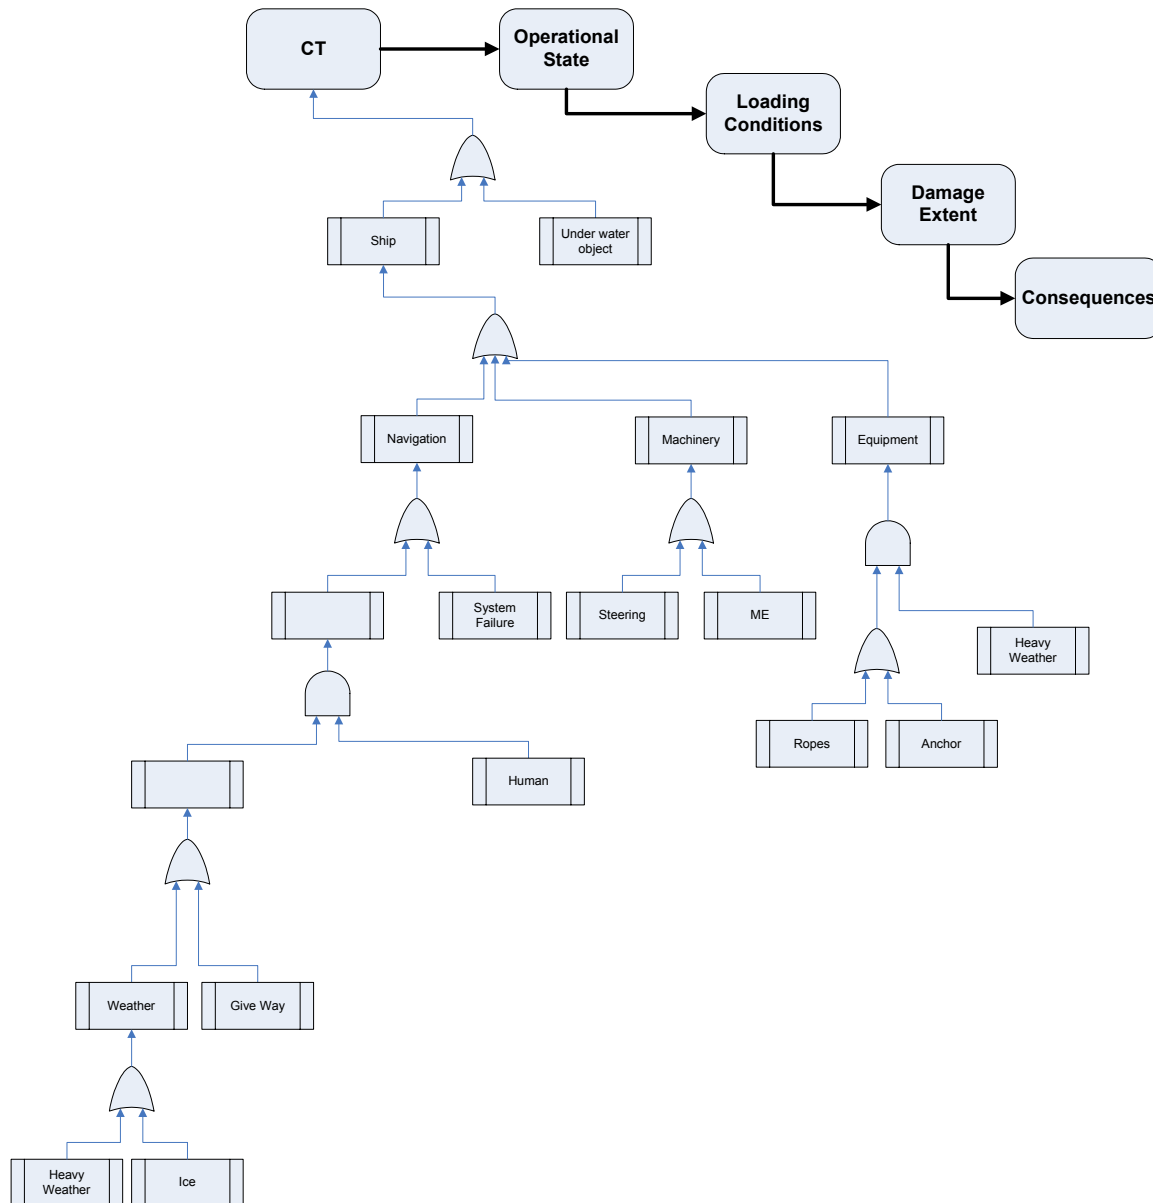 CT
Operational
State
Loading
Conditions
Damage
Extent
Consequences
Ship
Under water
object
Navigation
Machinery
Equipment
System
Failure
Steering
ME
Heavy
Weather
Ropes
Anchor
Human
Weather
Give Way
Heavy
Weather
Ice